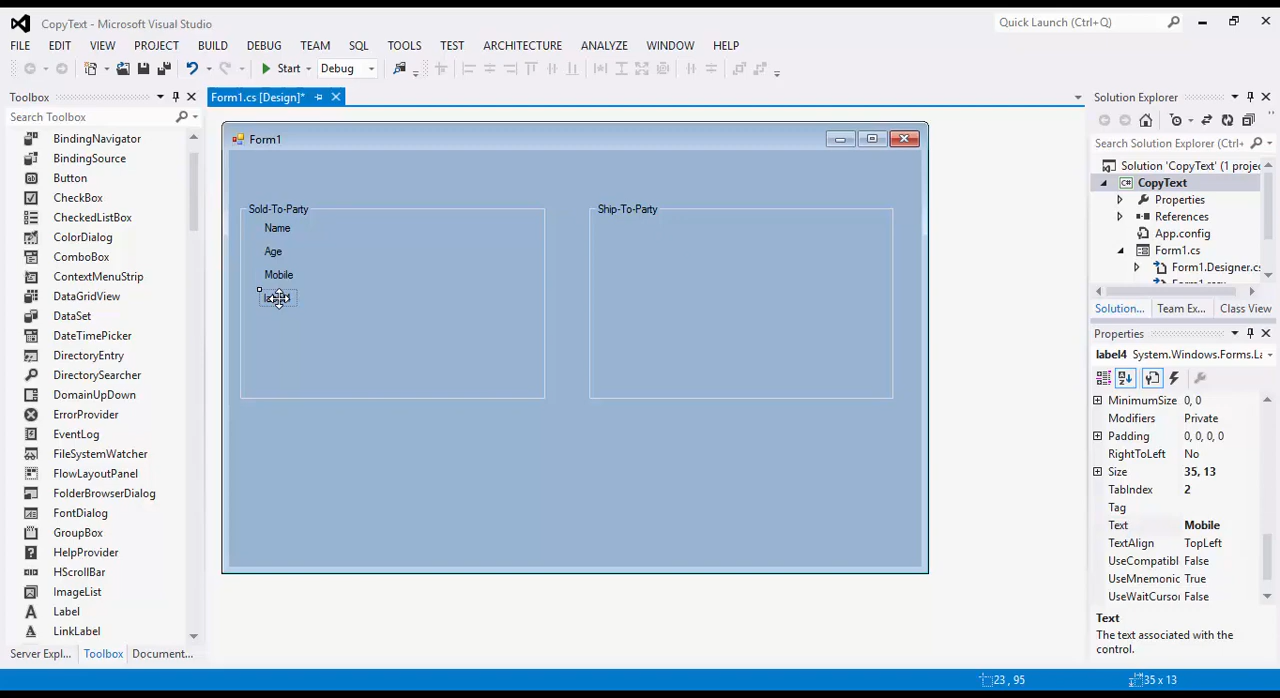 CopyText - Microsoft Visual Studio
Quick Launch (Ctrl+Q)
FILE EDIT VIEW PROJECT BUILD DEBUG TEAM SQL TOOLS TEST ARCHITECTURE ANALYZE WINDOW HELP
Start Debug
Toolbox
Search Toolbox
BindingNavigator
BindingSource
Button
CheckBox
CheckedListBox
ColorDialog
ComboBox
ContextMenuStrip
DataGridView
DataSet
DateTimePicker
DirectoryEntry
DirectorySearcher
DomainUpDown
ErrorProvider
EventLog
FileSystemWatcher
FlowLayoutPanel
FolderBrowserDialog
FontDialog
GroupBox
HelpProvider
HScrollBar
ImageList
Label
LinkLabel
Server Expl... Toolbox Document...
Form1.cs [Design]*
Form1
Sold-To-Party
Name
Age
Mobile
Ship-To-Party
Solution Explorer
Search Solution Explorer (Ctrl+
Solution 'CopyText' (1 projec
C# CopyText
Properties
References
App.config
Form1.cs
Form1.Designer.cs
Solution... Team Ex... Class View
Properties
label4 System.Windows.Forms.La
MinimumSize 0, 0
Modifiers Private
Padding 0, 0, 0, 0
RightToLeft No
Size 35, 13
TabIndex 2
Tag
Text Mobile
TextAlign TopLeft
UseCompatibl False
UseMnemonic True
UseWaitCursor False
Text
The text associated with the
control.
23 , 95 35 x 13